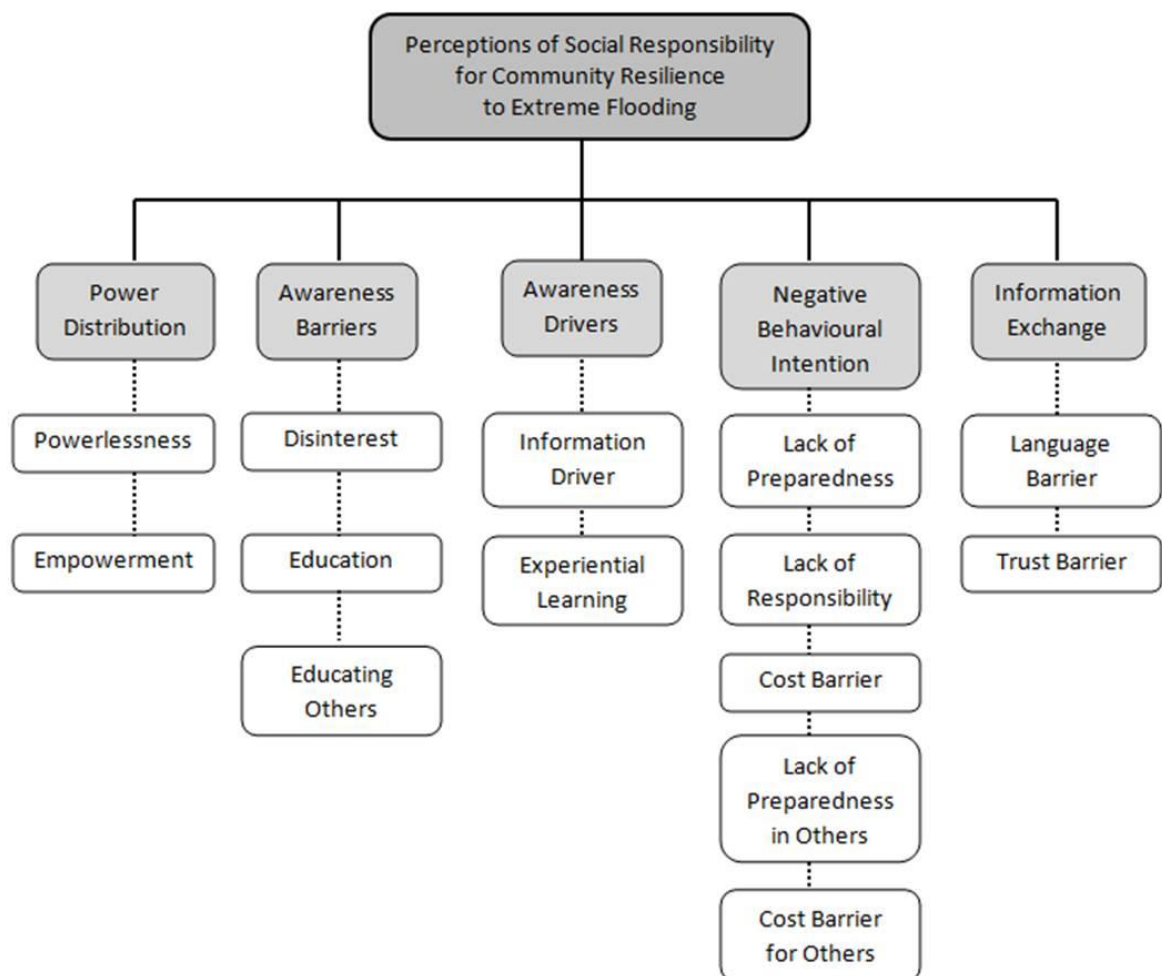 Perceptions of Social Responsibility
for Community Resilience
to Extreme Flooding
Power
Distribution
Powerlessness
Empowerment
Awareness
Barriers
Disinterest
Education
Educating
Others
Awareness
Drivers
Information
Driver
Experiential
Learning
Negative
Behavioural
Intention
Lack of
Preparedness
Lack of
Responsibility
Cost Barrier
Lack of
Preparedness
in Others
Cost Barrier
for Others
Information
Exchange
Language
Barrier
Trust Barrier